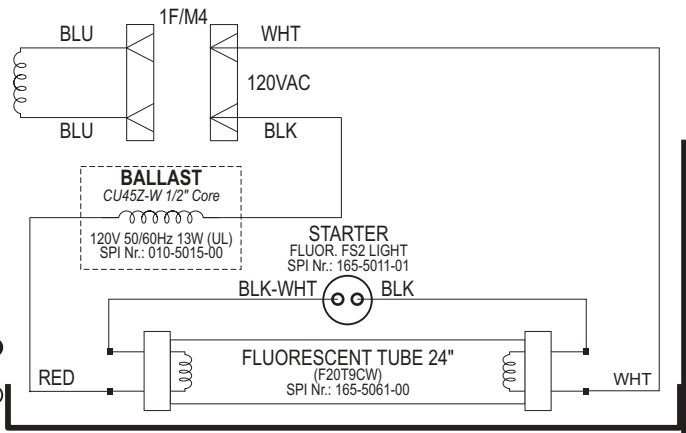 1F/M4
BLU
WHT
120VAC
BLU
BLK
BALLAST
CU45Z-W 1/2" Core
120V 50/60Hz 13W (UL)
SPI Nr.: 010-5015-00
STARTER
FLUOR. FS2 LIGHT
SPI Nr.: 165-5011-01
BLK-WHT
BLK
FLUORESCENT TUBE 24"
(F20T9CW)
SPI Nr.: 165-5061-00
RED
WHT